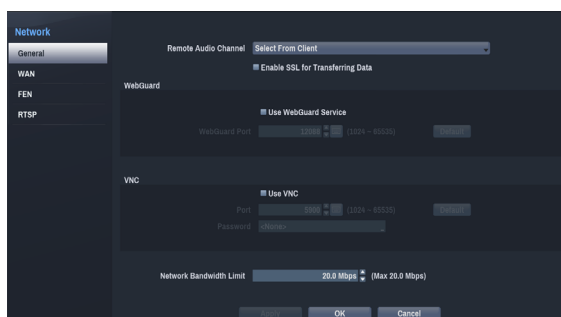 Network
General
WAN
FEN
RTSP
Remote Audio Channel Select From Client
Enable SSL for Transferring Data
WebGuard
Use WebGuard Service
WebGuard Port 12088 (1024 ~ 65535) Default
VNC
Use VNC
Port 5900 (1024 ~ 65535) Default
Password <None>
Network Bandwidth Limit 20.0 Mbps (Max 20.0 Mbps)
Apply OK Cancel